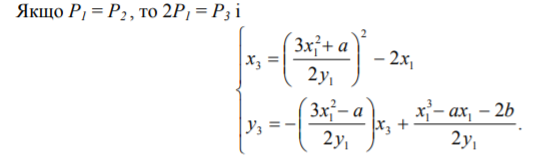 Якщо P₁ = P₂, то 2P₁ = P₃ і
x₃ = ((3x₁² + a) / (2y₁))² − 2x₁
y₃ = −((3x₁² − a) / (2y₁))x₃ + (x₁³ − ax₁ − 2b) / (2y₁).